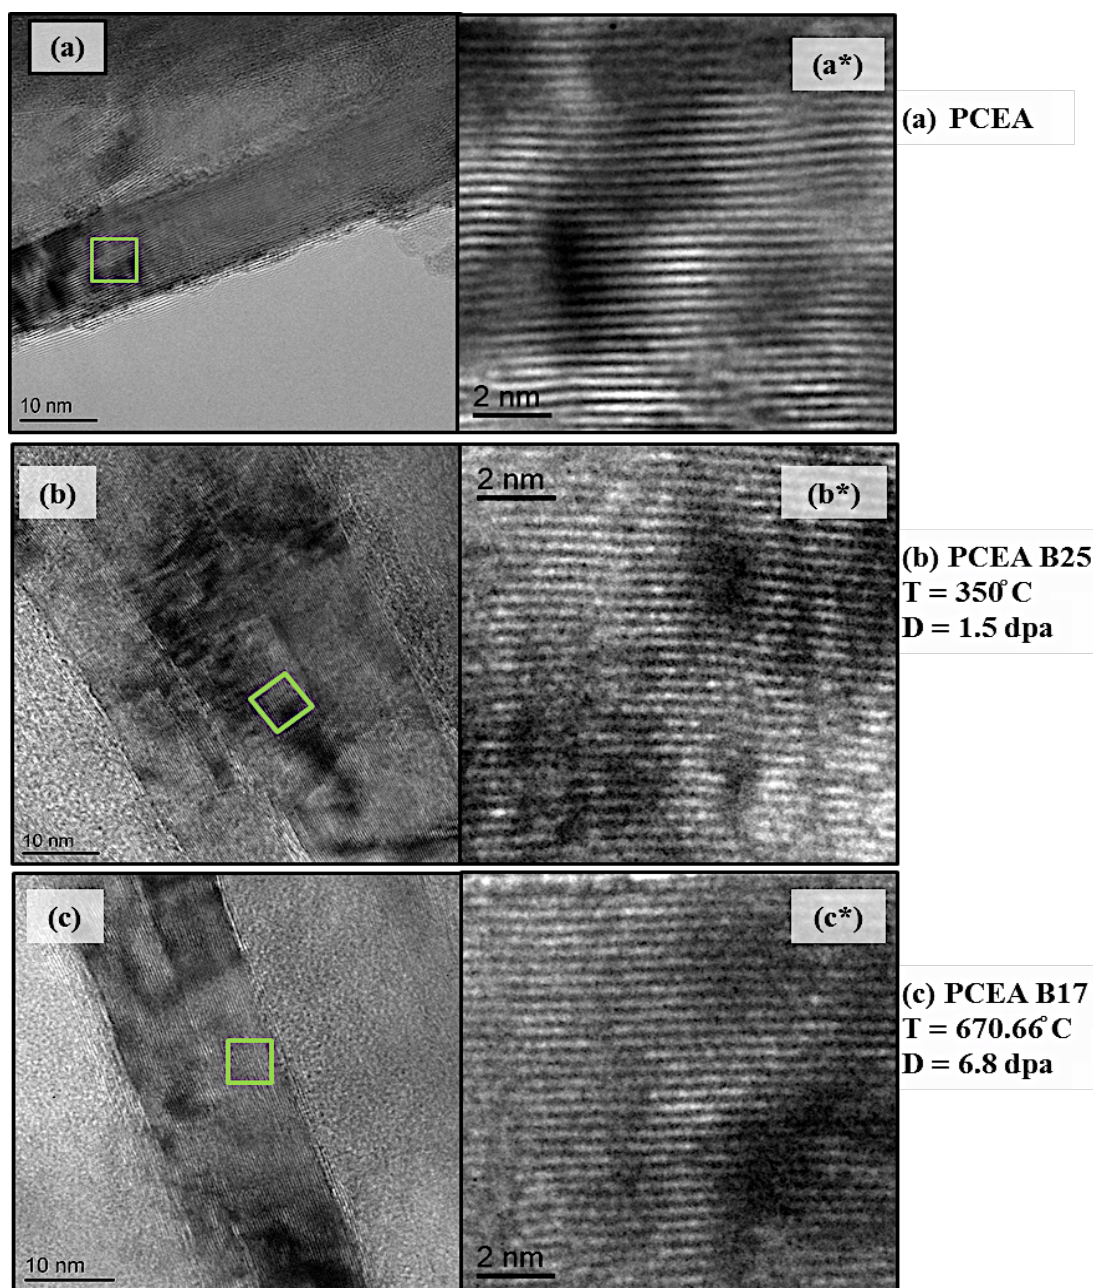 (a)
(a*)
(a) PCEA
10 nm
2 nm
(b)
2 nm
(b*)
(b) PCEA B25
T = 350°C
D = 1.5 dpa
10 nm
(c)
(c*)
(c) PCEA B17
T = 670.66°C
D = 6.8 dpa
10 nm
2 nm